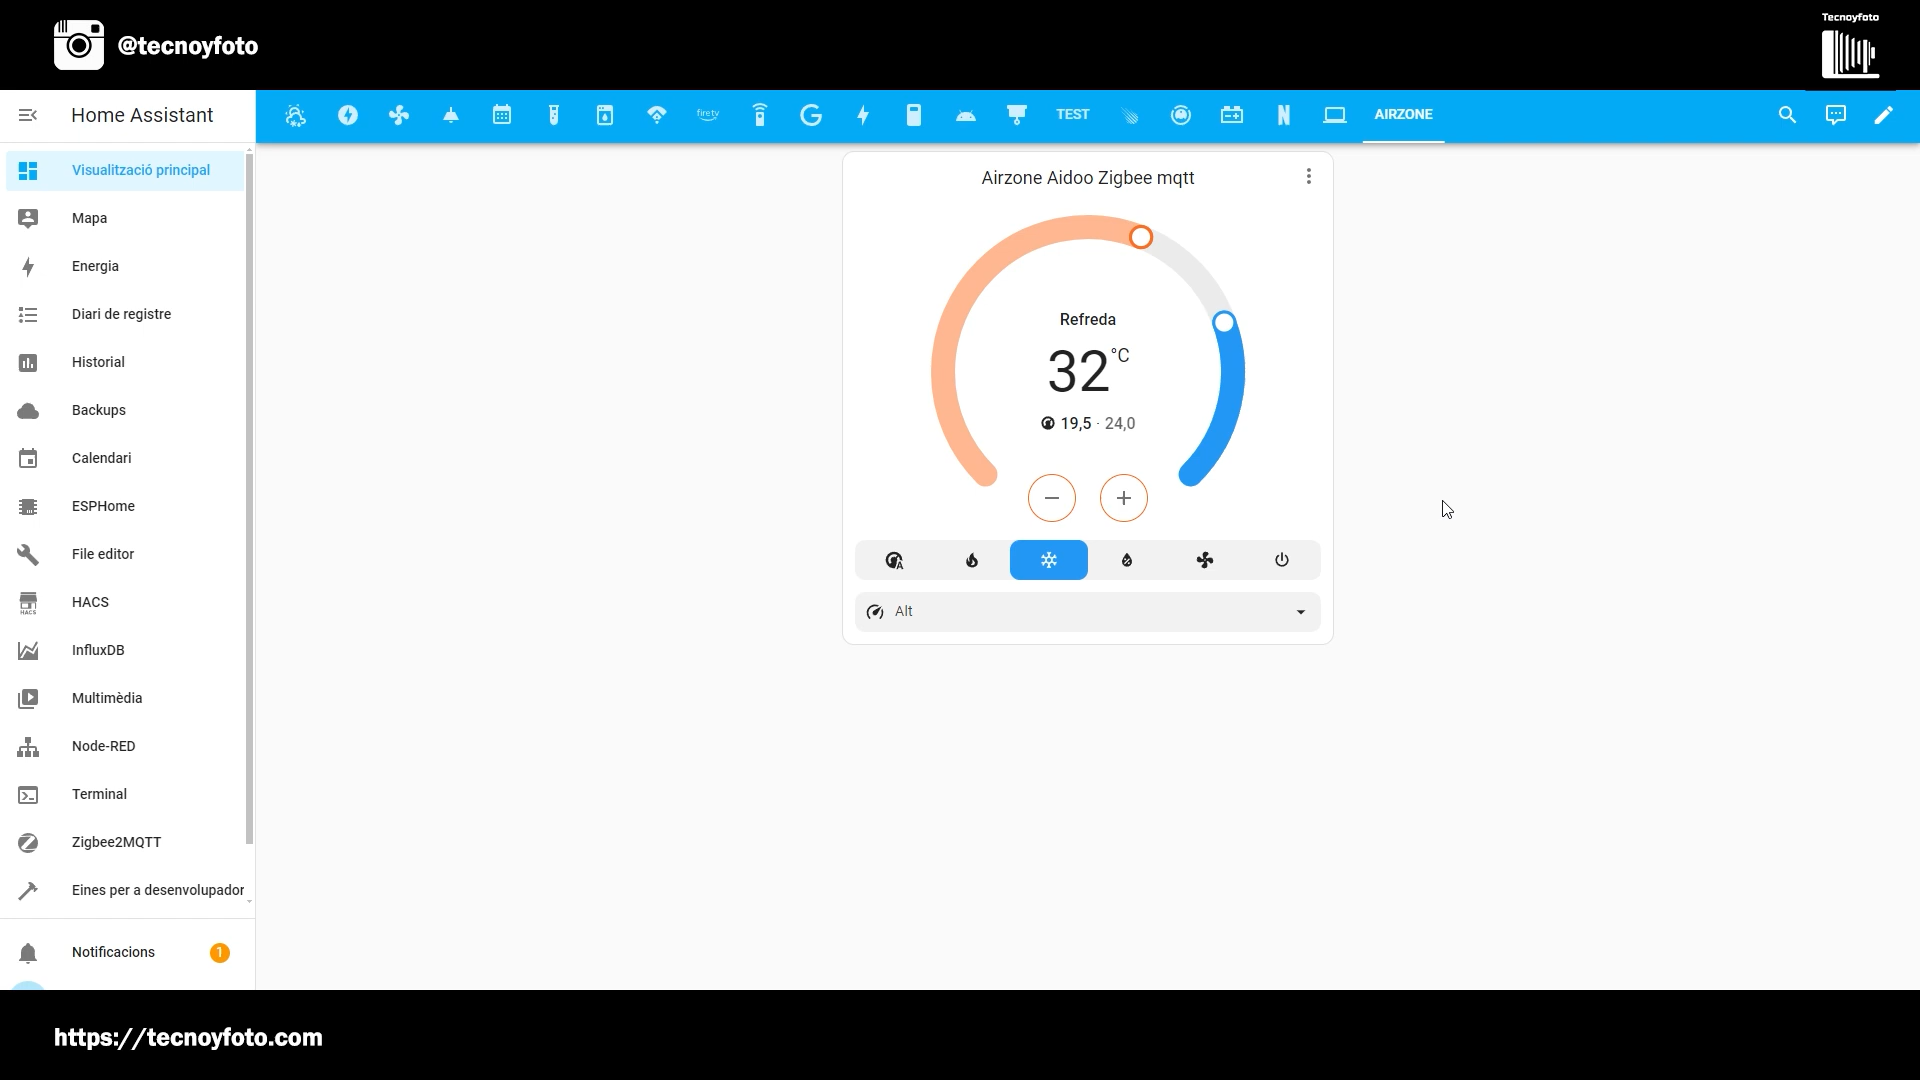 @tecnoyfoto
Tecnoyfoto
Home Assistant
firetv
TEST
AIRZONE
Visualització principal
Mapa
Energia
Diari de registre
Historial
Backups
Calendari
ESPHome
File editor
HACS
HACS
InfluxDB
Multimèdia
Node-RED
Terminal
Zigbee2MQTT
Eines per a desenvolupador
Notificacions
1
Airzone Aidoo Zigbee mqtt
Refreda
32 °C
19,5 · 24,0
A
Alt
https://tecnoyfoto.com